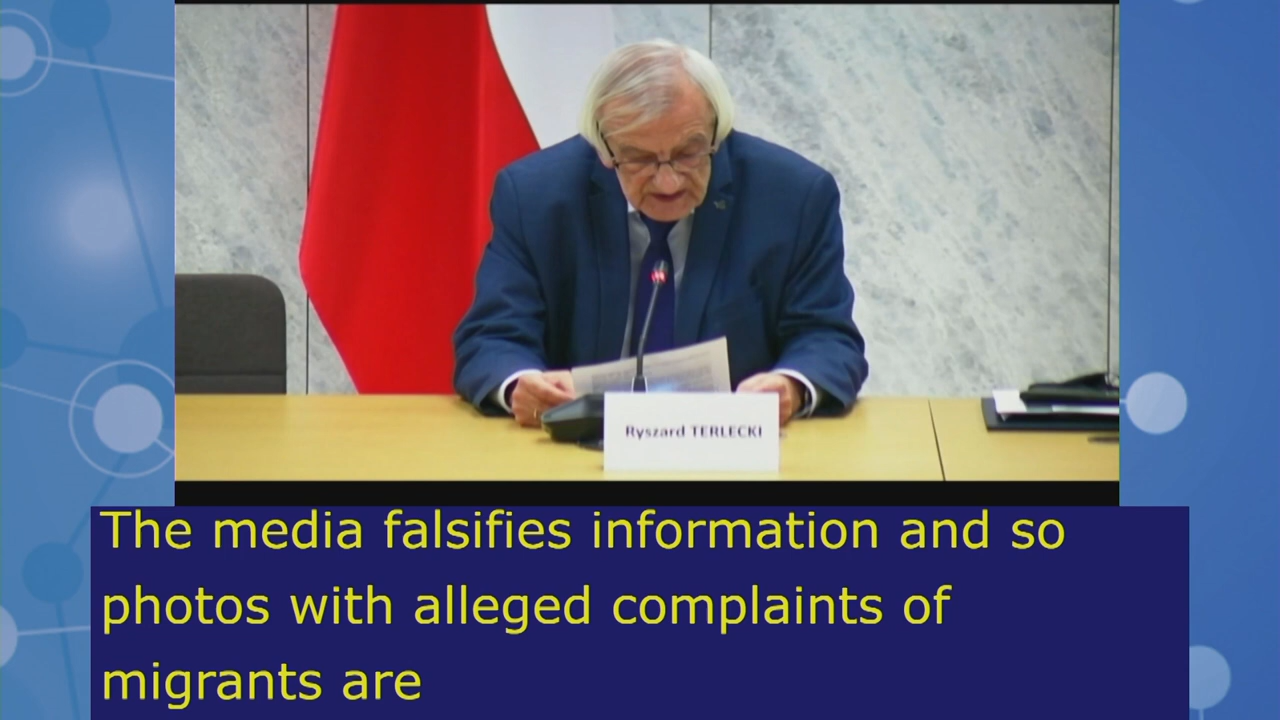 Ryszard TERLECKI
The media falsifies information and so
photos with alleged complaints of
migrants are